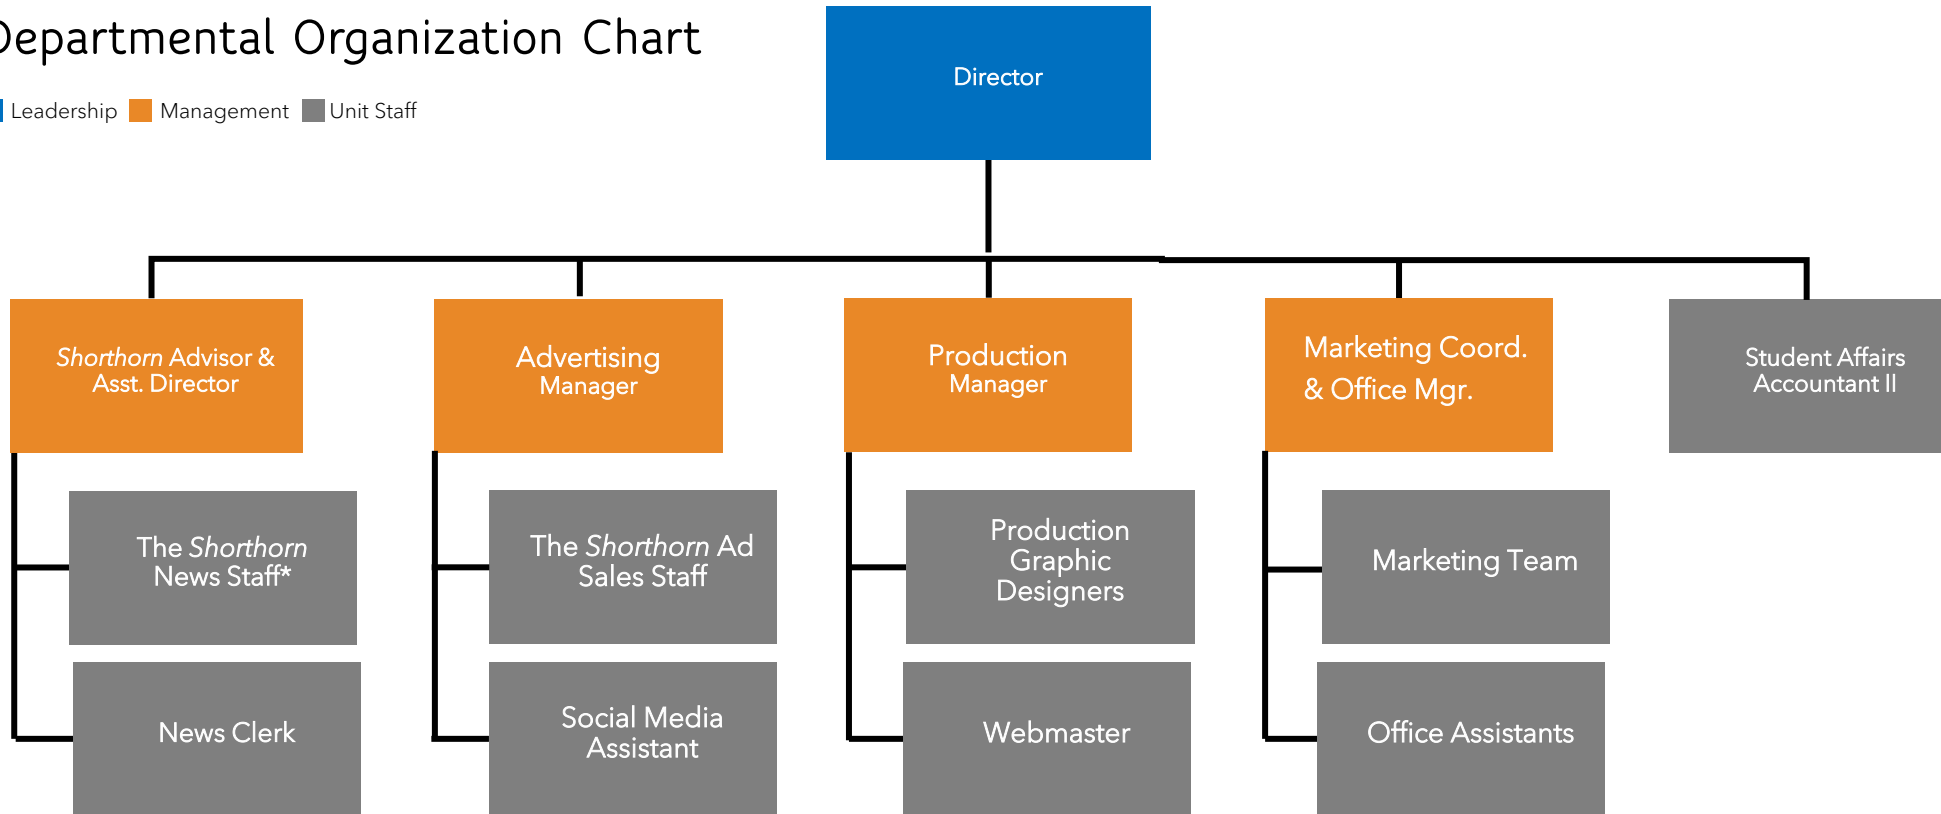 Departmental Organization Chart
Leadership Management Unit Staff
Director
Shorthorn Advisor &
Asst. Director
Advertising
Manager
Production
Manager
Marketing Coord.
& Office Mgr.
Student Affairs
Accountant II
The Shorthorn
News Staff*
The Shorthorn Ad
Sales Staff
Production
Graphic
Designers
Marketing Team
News Clerk
Social Media
Assistant
Webmaster
Office Assistants